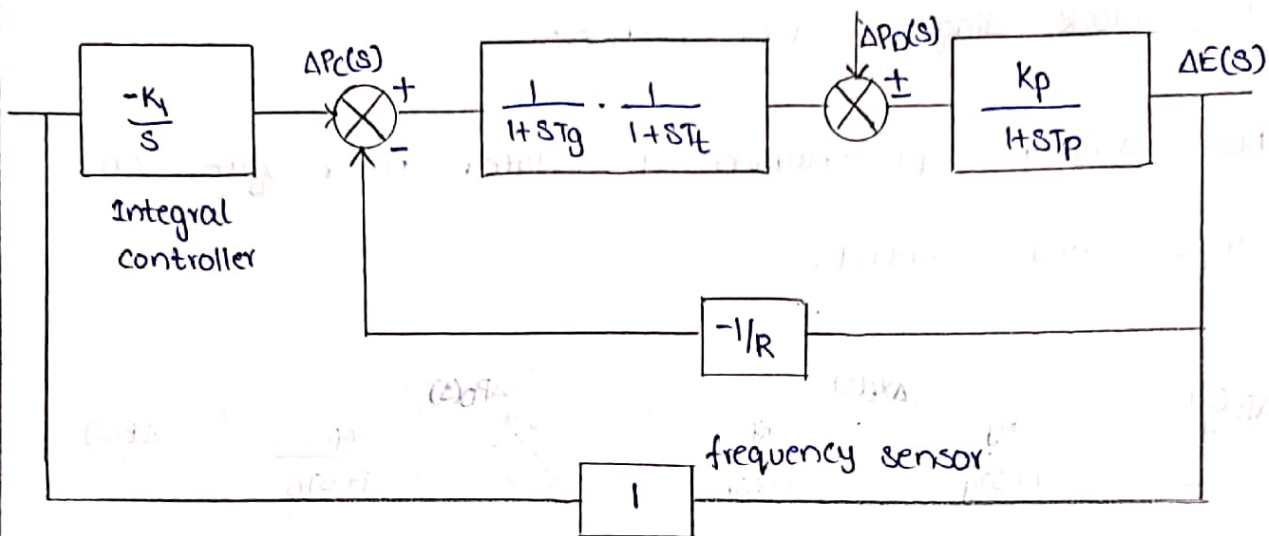 ΔPD(S)
ΔPC(S)
ΔE(S)
-K1/S
+
-
1/1+STg · 1/1+STt
±
Kp/1+STp
Integral
controller
-1/R
frequency sensor
1